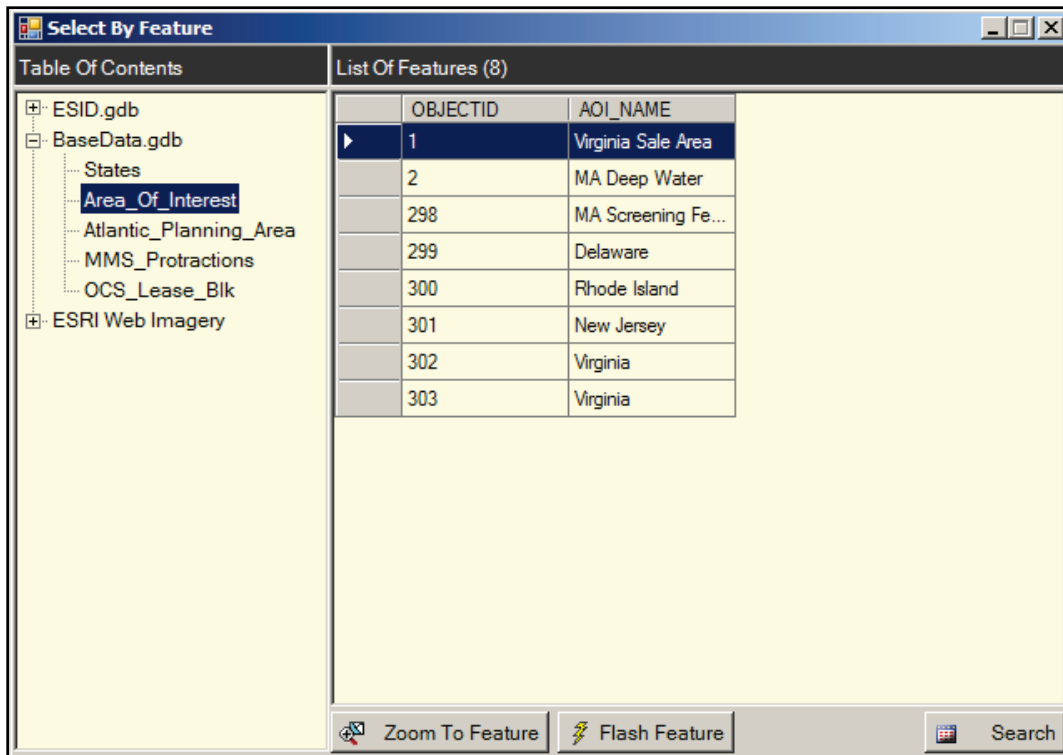 Select By Feature
Table Of Contents
List Of Features (8)
ESID.gdb
BaseData.gdb
States
Area_Of_Interest
Atlantic_Planning_Area
MMS_Protractions
OCS_Lease_Blk
ESRI Web Imagery
OBJECTID AOI_NAME
1 Virginia Sale Area
2 MA Deep Water
298 MA Screening Fe...
299 Delaware
300 Rhode Island
301 New Jersey
302 Virginia
303 Virginia
Zoom To Feature Flash Feature Search